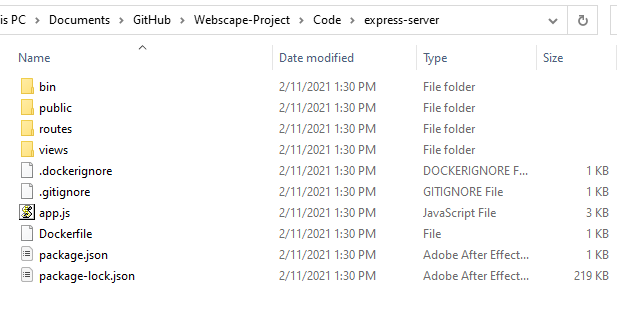 is PC > Documents > GitHub > Webscape-Project > Code > express-server
Name Date modified Type Size
bin 2/11/2021 1:30 PM File folder
public 2/11/2021 1:30 PM File folder
routes 2/11/2021 1:30 PM File folder
views 2/11/2021 1:30 PM File folder
.dockerignore 2/11/2021 1:30 PM DOCKERIGNORE F... 1 KB
.gitignore 2/11/2021 1:30 PM GITIGNORE File 1 KB
app.js 2/11/2021 1:30 PM JavaScript File 3 KB
Dockerfile 2/11/2021 1:30 PM File 1 KB
package.json 2/11/2021 1:30 PM Adobe After Effect... 1 KB
package-lock.json 2/11/2021 1:30 PM Adobe After Effect... 219 KB